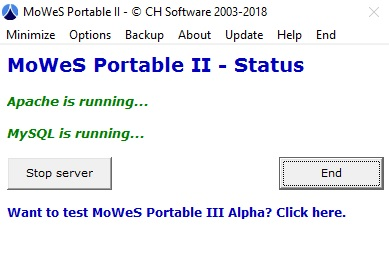 MoWeS Portable II - © CH Software 2003-2018
Minimize Options Backup About Update Help End
MoWeS Portable II - Status
Apache is running...
MySQL is running...
Stop server End
Want to test MoWeS Portable III Alpha? Click here.